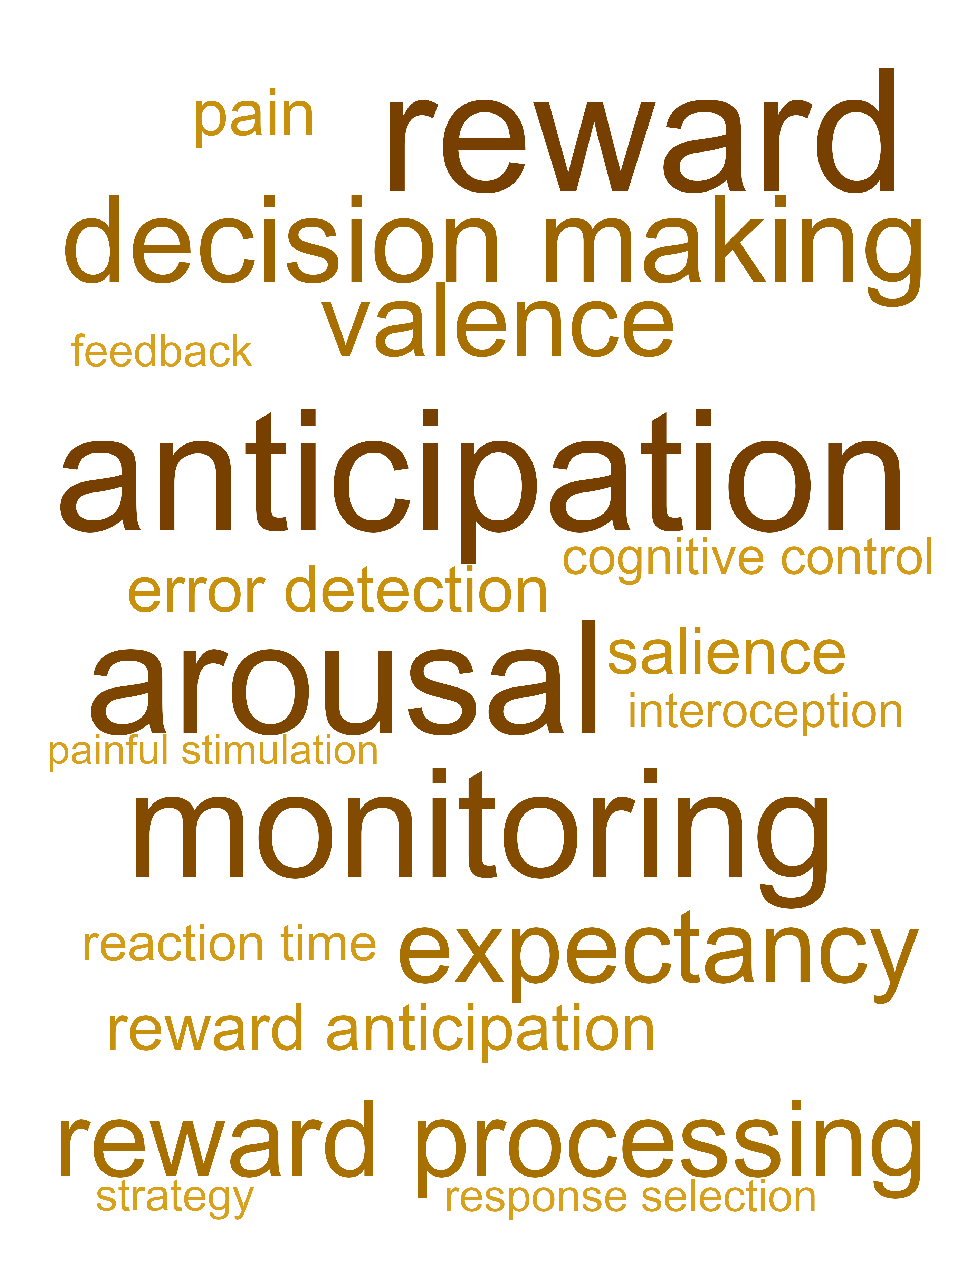 pain
reward
decision making
valence
feedback
anticipation
cognitive control
error detection
arousal
salience
interoception
painful stimulation
monitoring
reaction time
expectancy
reward anticipation
reward processing
strategy
response selection